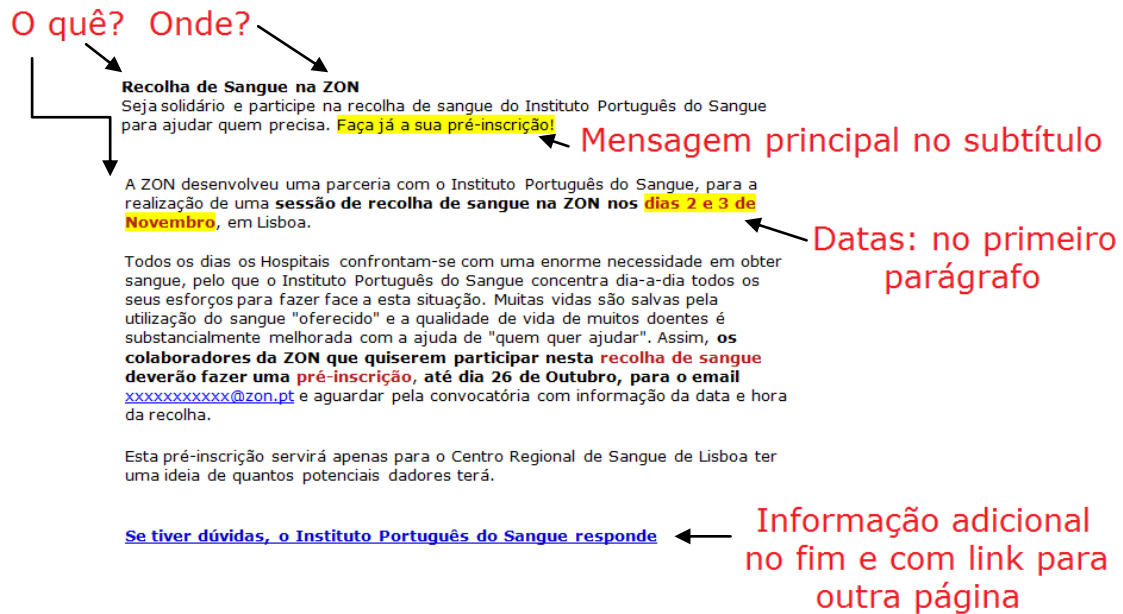 O quê? Onde?
Recolha de Sangue na ZON
Seja solidário e participe na recolha de sangue do Instituto Português do Sangue
para ajudar quem precisa. Faça já a sua pré-inscrição!
Mensagem principal no subtítulo
A ZON desenvolveu uma parceria com o Instituto Português do Sangue, para a
realização de uma sessão de recolha de sangue na ZON nos dias 2 e 3 de
Novembro, em Lisboa.
Datas: no primeiro
parágrafo
Todos os dias os Hospitais confrontam-se com uma enorme necessidade em obter
sangue, pelo que o Instituto Português do Sangue concentra dia-a-dia todos os
seus esforços para fazer face a esta situação. Muitas vidas são salvas pela
utilização do sangue "oferecido" e a qualidade de vida de muitos doentes é
substancialmente melhorada com a ajuda de "quem quer ajudar". Assim, os
colaboradores da ZON que quiserem participar nesta recolha de sangue
deverão fazer uma pré-inscrição, até dia 26 de Outubro, para o email
xxxxxxxxxxx@zon.pt e aguardar pela convocatória com informação da data e hora
da recolha.
Esta pré-inscrição servirá apenas para o Centro Regional de Sangue de Lisboa ter
uma ideia de quantos potenciais dadores terá.
Se tiver dúvidas, o Instituto Português do Sangue responde
Informação adicional
no fim e com link para
outra página